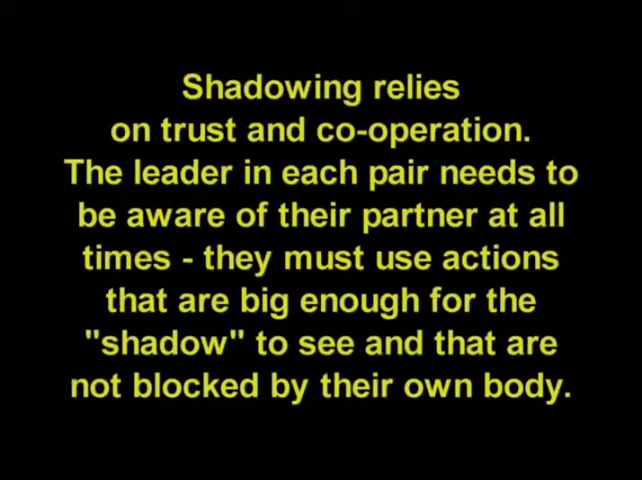 Shadowing relies
on trust and co-operation.
The leader in each pair needs to
be aware of their partner at all
times - they must use actions
that are big enough for the
"shadow" to see and that are
not blocked by their own body.